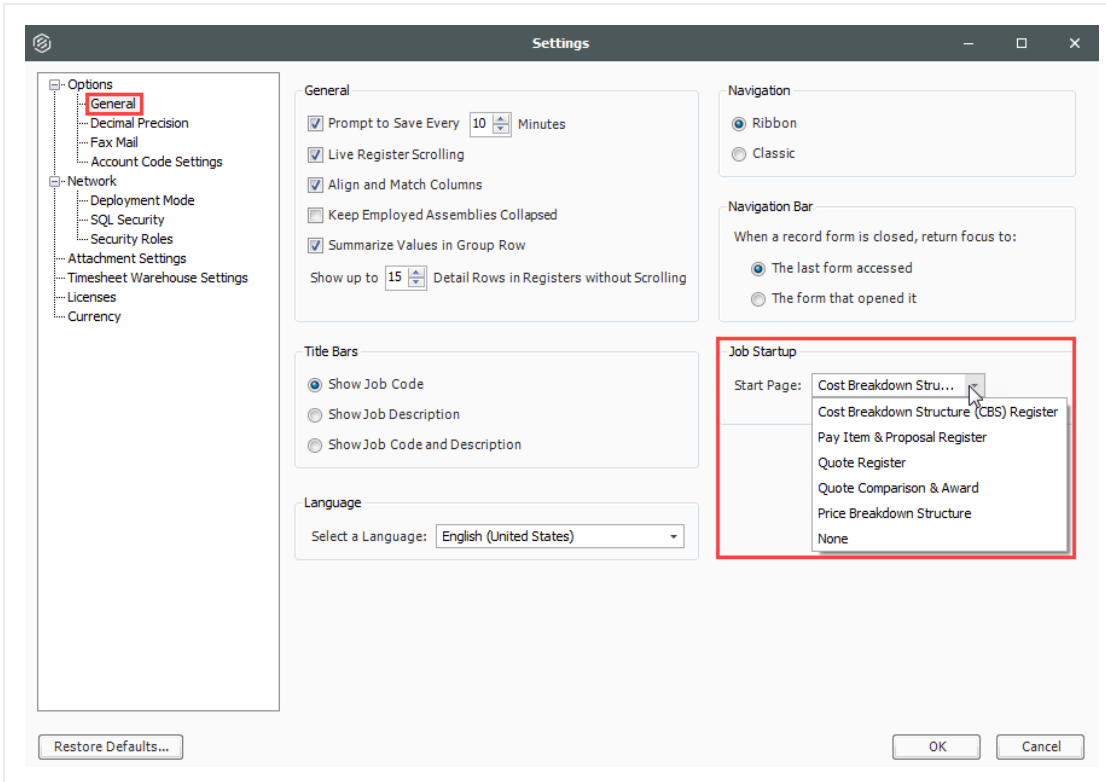 Settings
Options
General
Decimal Precision
Fax Mail
Account Code Settings
Network
Deployment Mode
SQL Security
Security Roles
Attachment Settings
Timesheet Warehouse Settings
Licenses
Currency
General
Prompt to Save Every 10 Minutes
Live Register Scrolling
Align and Match Columns
Keep Employed Assemblies Collapsed
Summarize Values in Group Row
Show up to 15 Detail Rows in Registers without Scrolling
Title Bars
Show Job Code
Show Job Description
Show Job Code and Description
Language
Select a Language: English (United States)
Navigation
Ribbon
Classic
Navigation Bar
When a record form is closed, return focus to:
The last form accessed
The form that opened it
Job Startup
Start Page: Cost Breakdown Stru...
Cost Breakdown Structure (CBS) Register
Pay Item & Proposal Register
Quote Register
Quote Comparison & Award
Price Breakdown Structure
None
Restore Defaults...
OK
Cancel